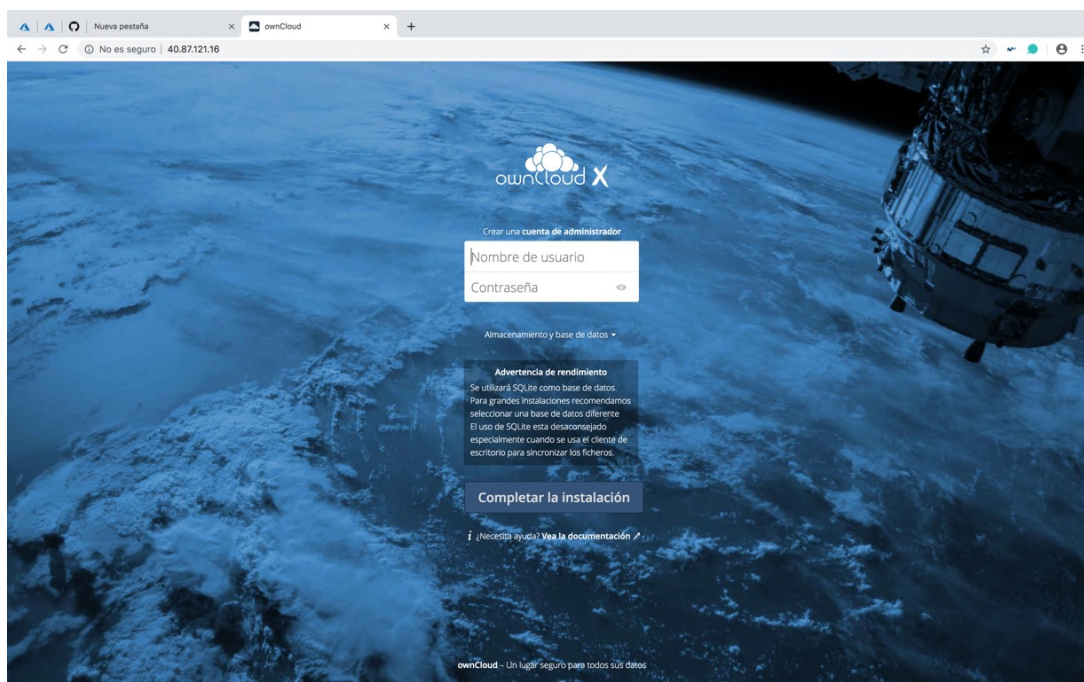 Nueva pestaña
ownCloud
No es seguro | 40.87.121.16
ownCloud X
Crear una cuenta de administrador
Nombre de usuario
Contraseña
Almacenamiento y base de datos
Advertencia de rendimiento
Se utilizará SQLite como base de datos.
Para grandes instalaciones recomendamos
seleccionar una base de datos diferente
El uso de SQLite esta desaconsejado
especialmente cuando se usa el cliente de
escritorio para sincronizar los ficheros.
Completar la instalación
¿Necesita ayuda? Vea la documentación
ownCloud – Un lugar seguro para todos sus datos